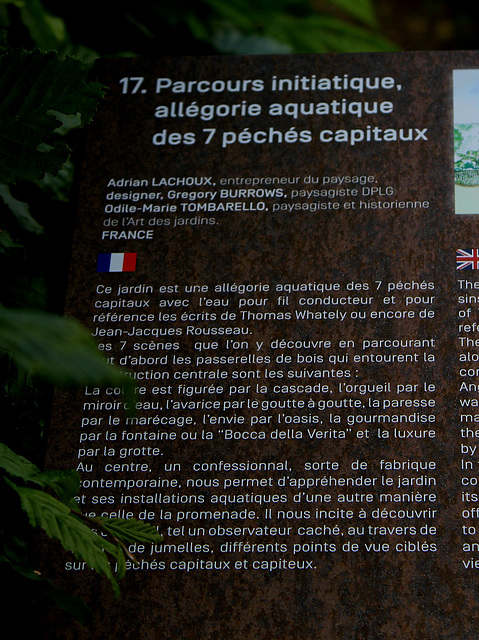 17. Parcours initiatique,
allégorie aquatique
des 7 péchés capitaux
Adrian LACHOUX, entrepreneur du paysage,
designer, Gregory BURROWS, paysagiste DPLG
Odile-Marie TOMBARELLO, paysagiste et historienne
de l'Art des jardins.
FRANCE
Ce jardin est une allégorie aquatique des 7 péchés
capitaux avec l'eau pour fil conducteur et pour
référence les écrits de Thomas Whately ou encore de
Jean-Jacques Rousseau.
es 7 scènes que l'on y découvre en parcourant
t d'abord les passerelles de bois qui entourent la
ruction centrale sont les suivantes :
La co re est figurée par la cascade, l'orgueil par le
miroir d'eau, l'avarice par le goutte à goutte, la paresse
par le marécage, l'envie par l'oasis, la gourmandise
par la fontaine ou la "Bocca della Verita" et la luxure
par la grotte.
Au centre, un confessionnal, sorte de fabrique
contemporaine, nous permet d'appréhender le jardin
et ses installations aquatiques d'une autre manière
que celle de la promenade. Il nous incite à découvrir
l, tel un observateur caché, au travers de
de jumelles, différents points de vue ciblés
sur péchés capitaux et capiteux.
The
sin
of
ref
The
alo
co
An
wa
ma
the
by
In
co
its
off
to
an
vie